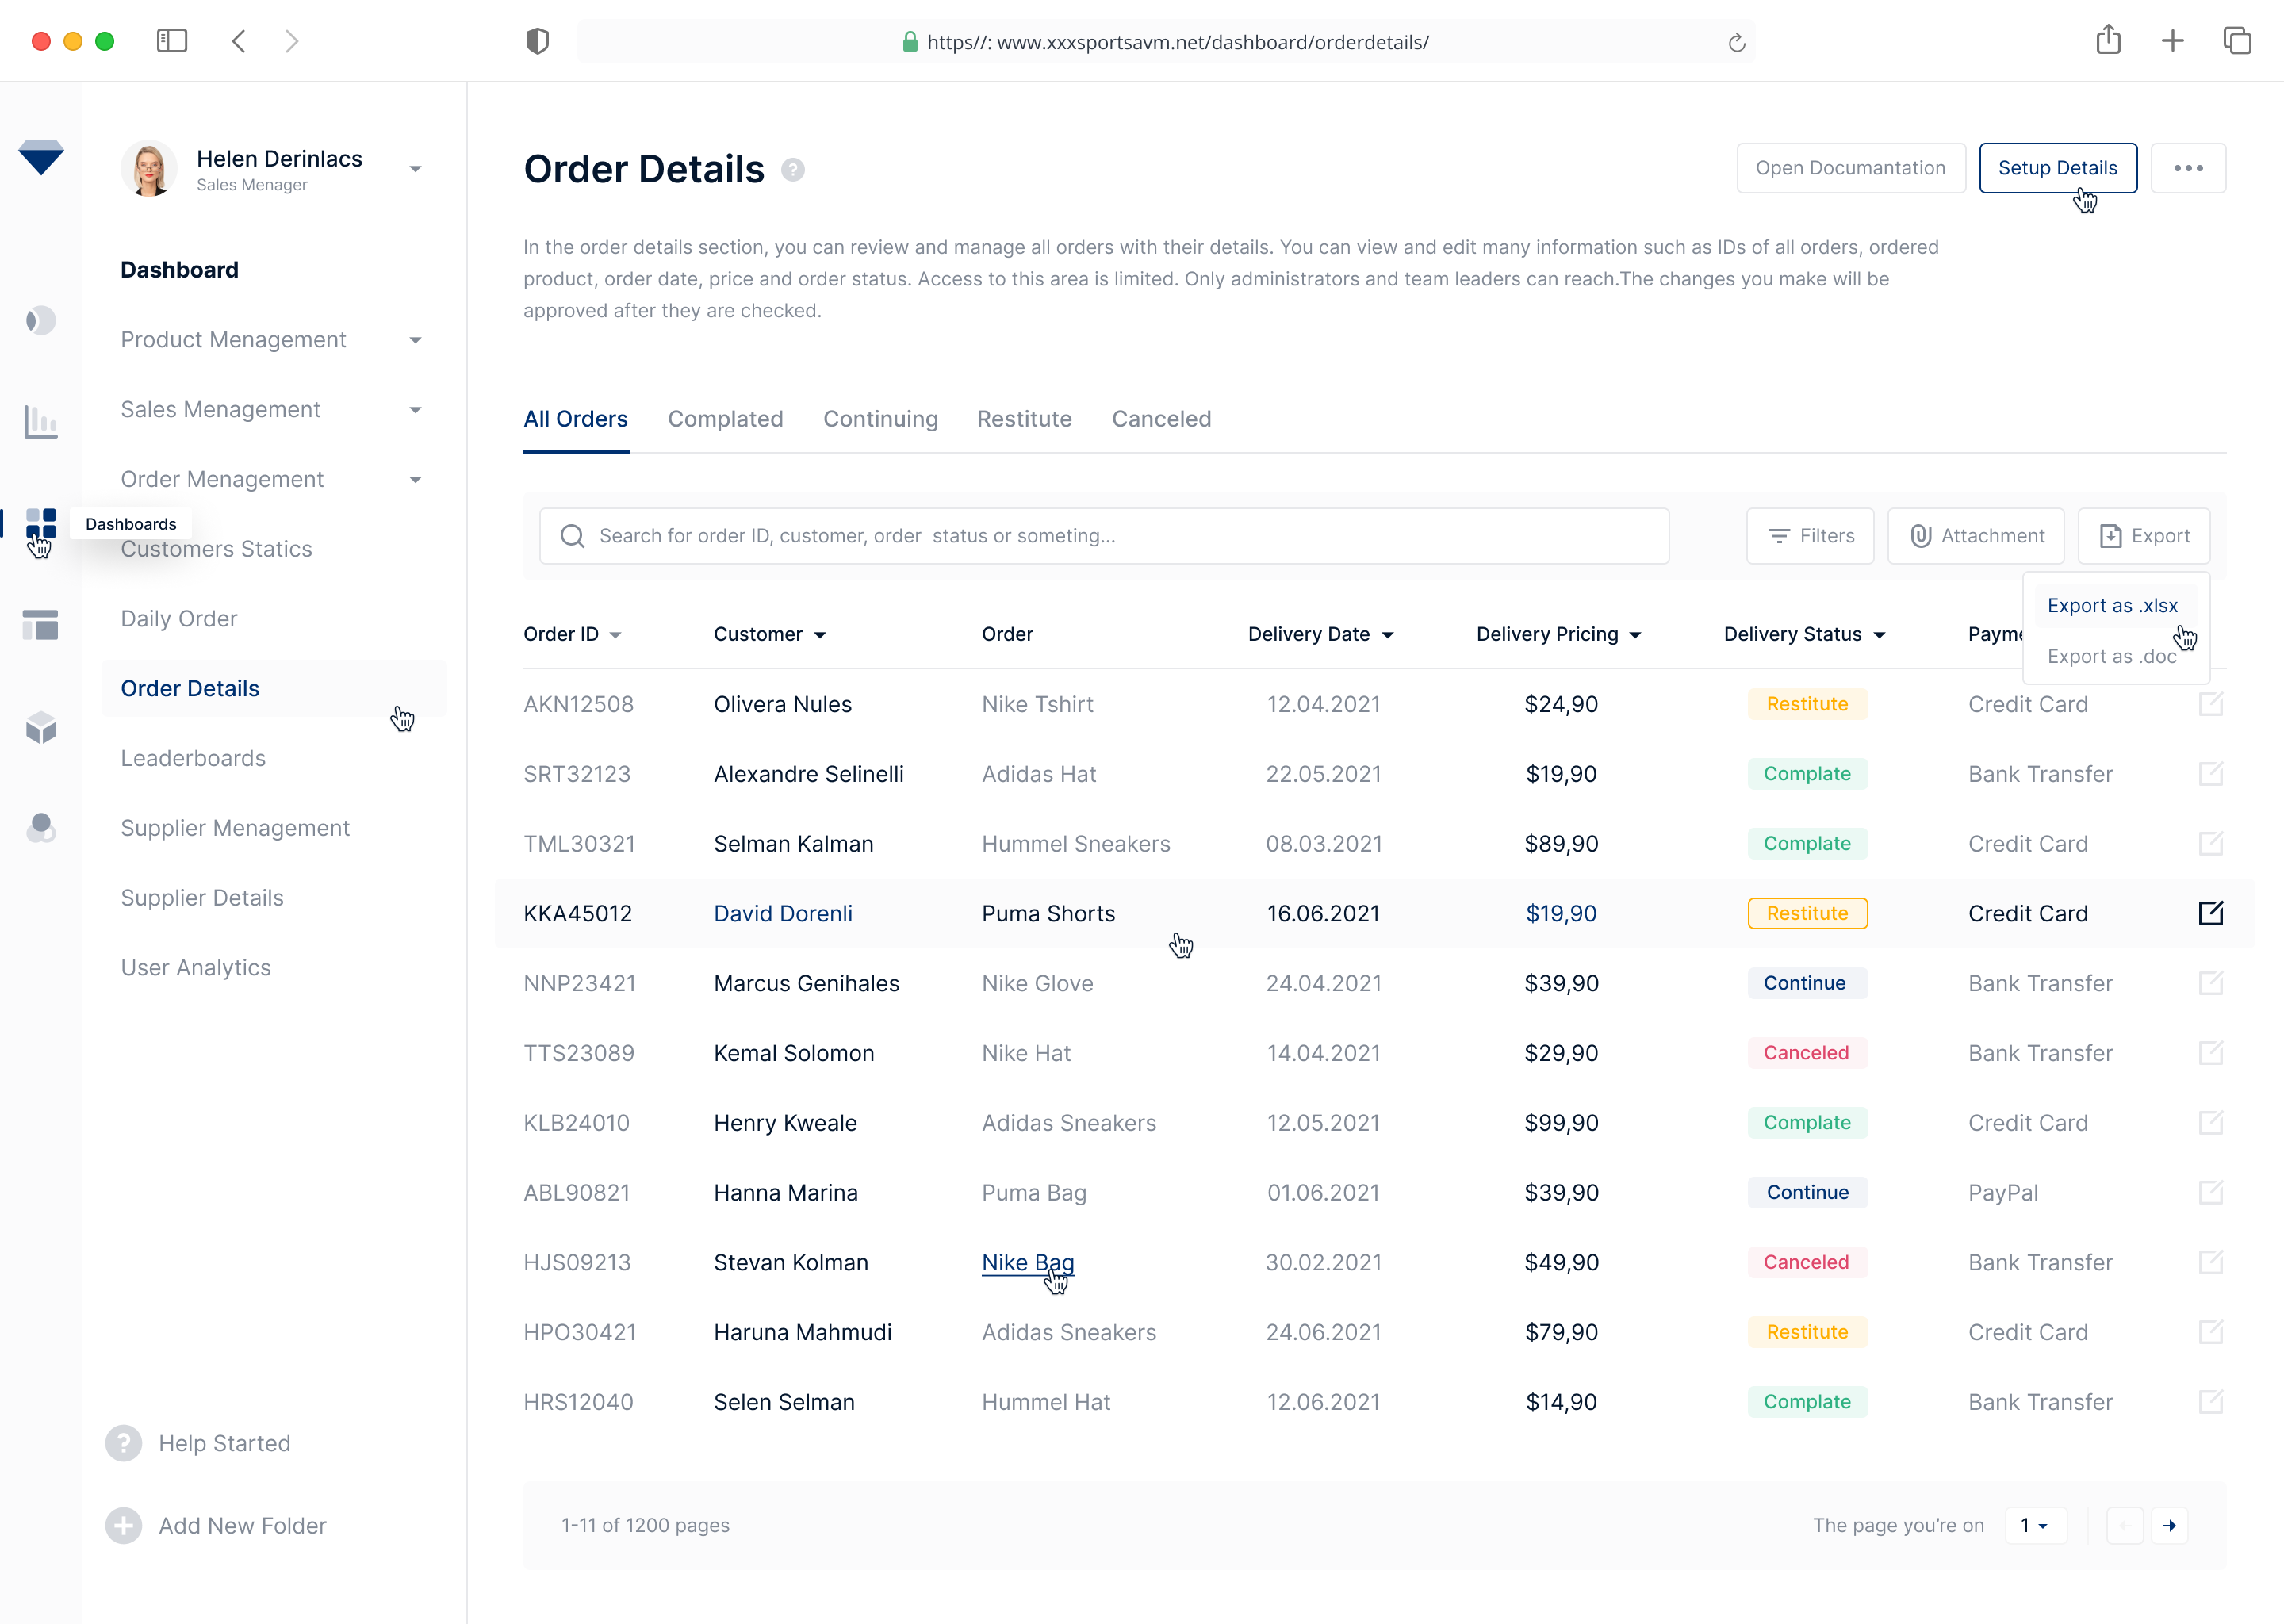 https//: www.xxxsportsavm.net/dashboard/orderdetails/
Helen Derinlacs
Sales Menager
Dashboard
Product Menagement
Sales Menagement
Order Menagement
Dashboards
Customers Statics
Daily Order
Order Details
Leaderboards
Supplier Menagement
Supplier Details
User Analytics
? Help Started
Add New Folder
Order Details ?
Open Documantation
Setup Details
In the order details section, you can review and manage all orders with their details. You can view and edit many information such as IDs of all orders, ordered
product, order date, price and order status. Access to this area is limited. Only administrators and team leaders can reach.The changes you make will be
approved after they are checked.
All Orders Complated Continuing Restitute Canceled
Search for order ID, customer, order status or someting...
Filters Attachment Export
Export as .xlsx
Export as .doc
Order ID Customer Order Delivery Date Delivery Pricing Delivery Status
AKN12508 Olivera Nules Nike Tshirt 12.04.2021 $24,90 Restitute Credit Card
SRT32123 Alexandre Selinelli Adidas Hat 22.05.2021 $19,90 Complate Bank Transfer
TML30321 Selman Kalman Hummel Sneakers 08.03.2021 $89,90 Complate Credit Card
KKA45012 David Dorenli Puma Shorts 16.06.2021 $19,90 Restitute Credit Card
NNP23421 Marcus Genihales Nike Glove 24.04.2021 $39,90 Continue Bank Transfer
TTS23089 Kemal Solomon Nike Hat 14.04.2021 $29,90 Canceled Bank Transfer
KLB24010 Henry Kweale Adidas Sneakers 12.05.2021 $99,90 Complate Credit Card
ABL90821 Hanna Marina Puma Bag 01.06.2021 $39,90 Continue PayPal
HJS09213 Stevan Kolman Nike Bag 30.02.2021 $49,90 Canceled Bank Transfer
HPO30421 Haruna Mahmudi Adidas Sneakers 24.06.2021 $79,90 Restitute Credit Card
HRS12040 Selen Selman Hummel Hat 12.06.2021 $14,90 Complate Bank Transfer
1-11 of 1200 pages
The page you’re on 1